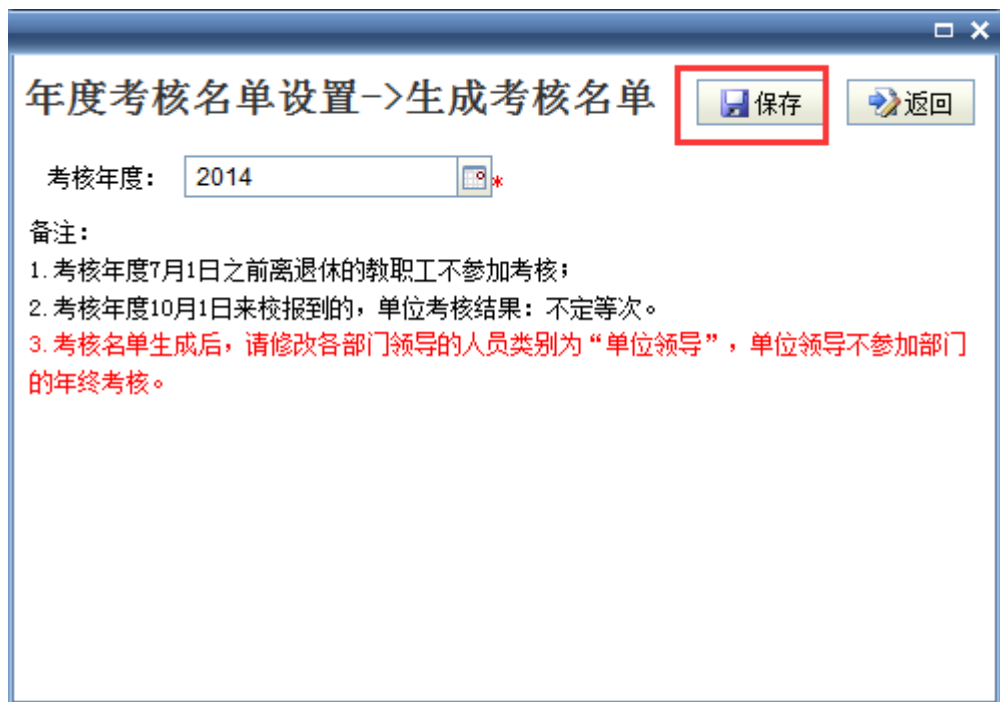 年度考核名单设置->生成考核名单 保存 返回
考核年度： 2014 *
备注：
1.考核年度7月1日之前离退休的教职工不参加考核；
2.考核年度10月1日来校报到的，单位考核结果：不定等次。
3.考核名单生成后，请修改各部门领导的人员类别为“单位领导”，单位领导不参加部门
的年终考核。